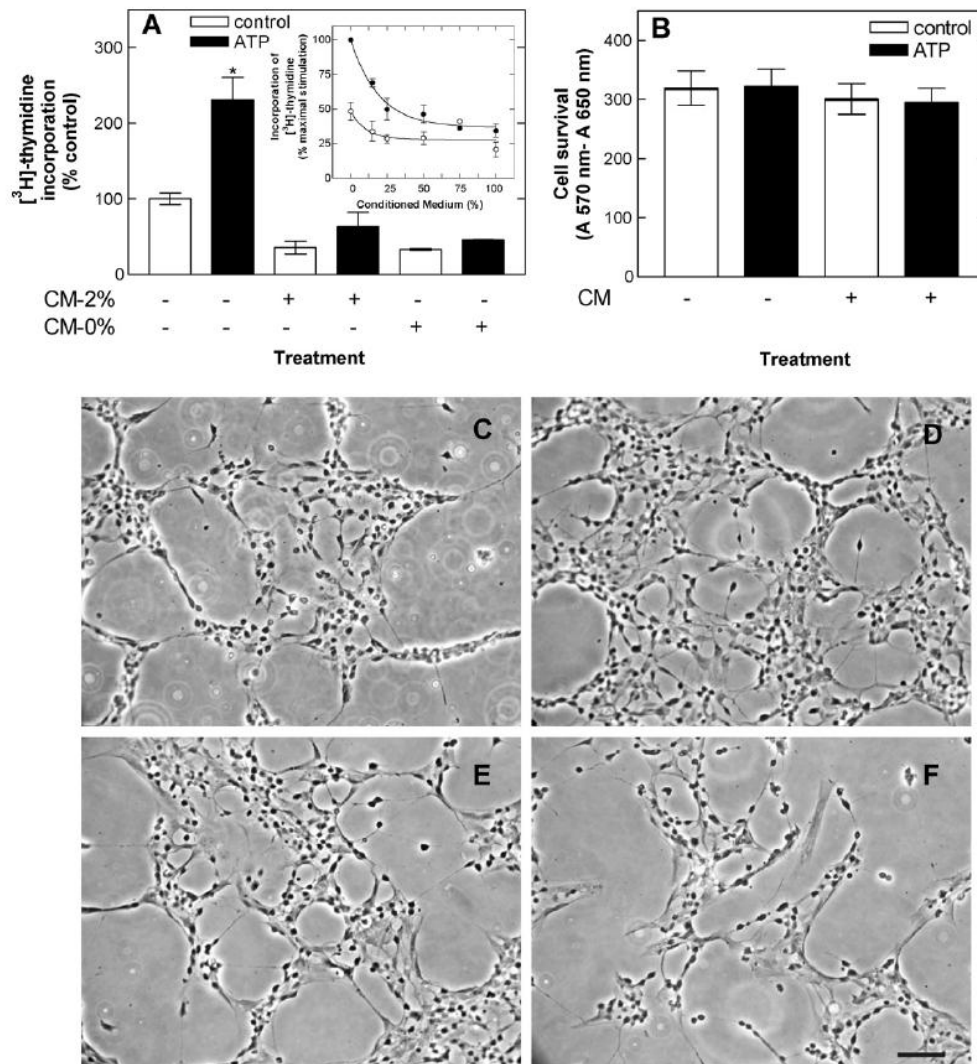 A
control
ATP
300
200
100
0
[³H]-thymidine
incorporation
(% control)
*
100
75
50
25
0
Incorporation of
[³H]-thymidine
(% maximal stimulation)
0 25 50 75 100
Conditioned Medium (%)
CM-2% - - + + - -
CM-0% - - - - + +
Treatment
B
control
ATP
400
300
200
100
0
Cell survival
(A 570 nm- A 650 nm)
CM - - + +
Treatment
C
D
E
F